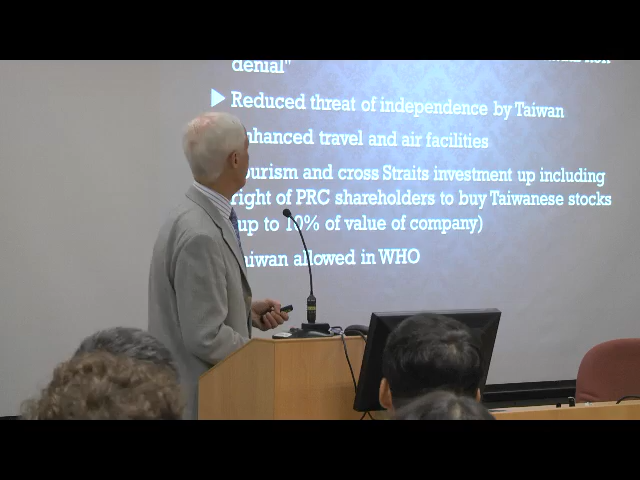 denial"
Reduced threat of independence by Taiwan
nhanced travel and air facilities
ourism and cross Straits investment up including
right of PRC shareholders to buy Taiwanese stocks
up to 10% of value of company)
aiwan allowed in WHO